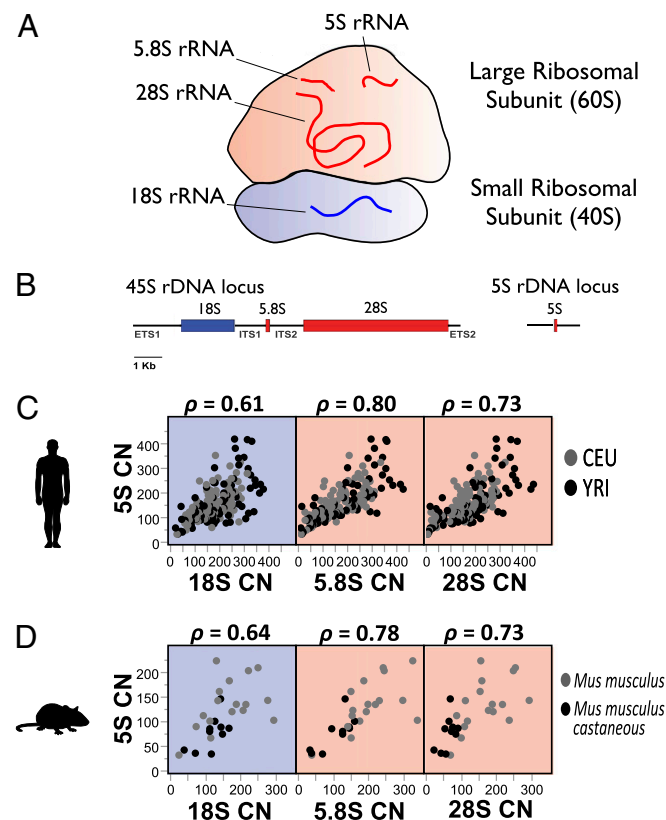 A
5S rRNA
5.8S rRNA
28S rRNA
Large Ribosomal
Subunit (60S)
18S rRNA
Small Ribosomal
Subunit (40S)
B
45S rDNA locus
5S rDNA locus
18S 5.8S 28S 5S
ETS1 ITS1 ITS2 ETS2
1 Kb
C
ρ = 0.61 ρ = 0.80 ρ = 0.73
5S CN
400
300
200
100
0
CEU
YRI
0 100 200 300 400 0 100 200 300 400 0 100 200 300 400
18S CN 5.8S CN 28S CN
D
ρ = 0.64 ρ = 0.78 ρ = 0.73
5S CN
200
150
100
50
0
Mus musculus
Mus musculus
castaneous
0 100 200 300 0 100 200 300 0 100 200 300
18S CN 5.8S CN 28S CN